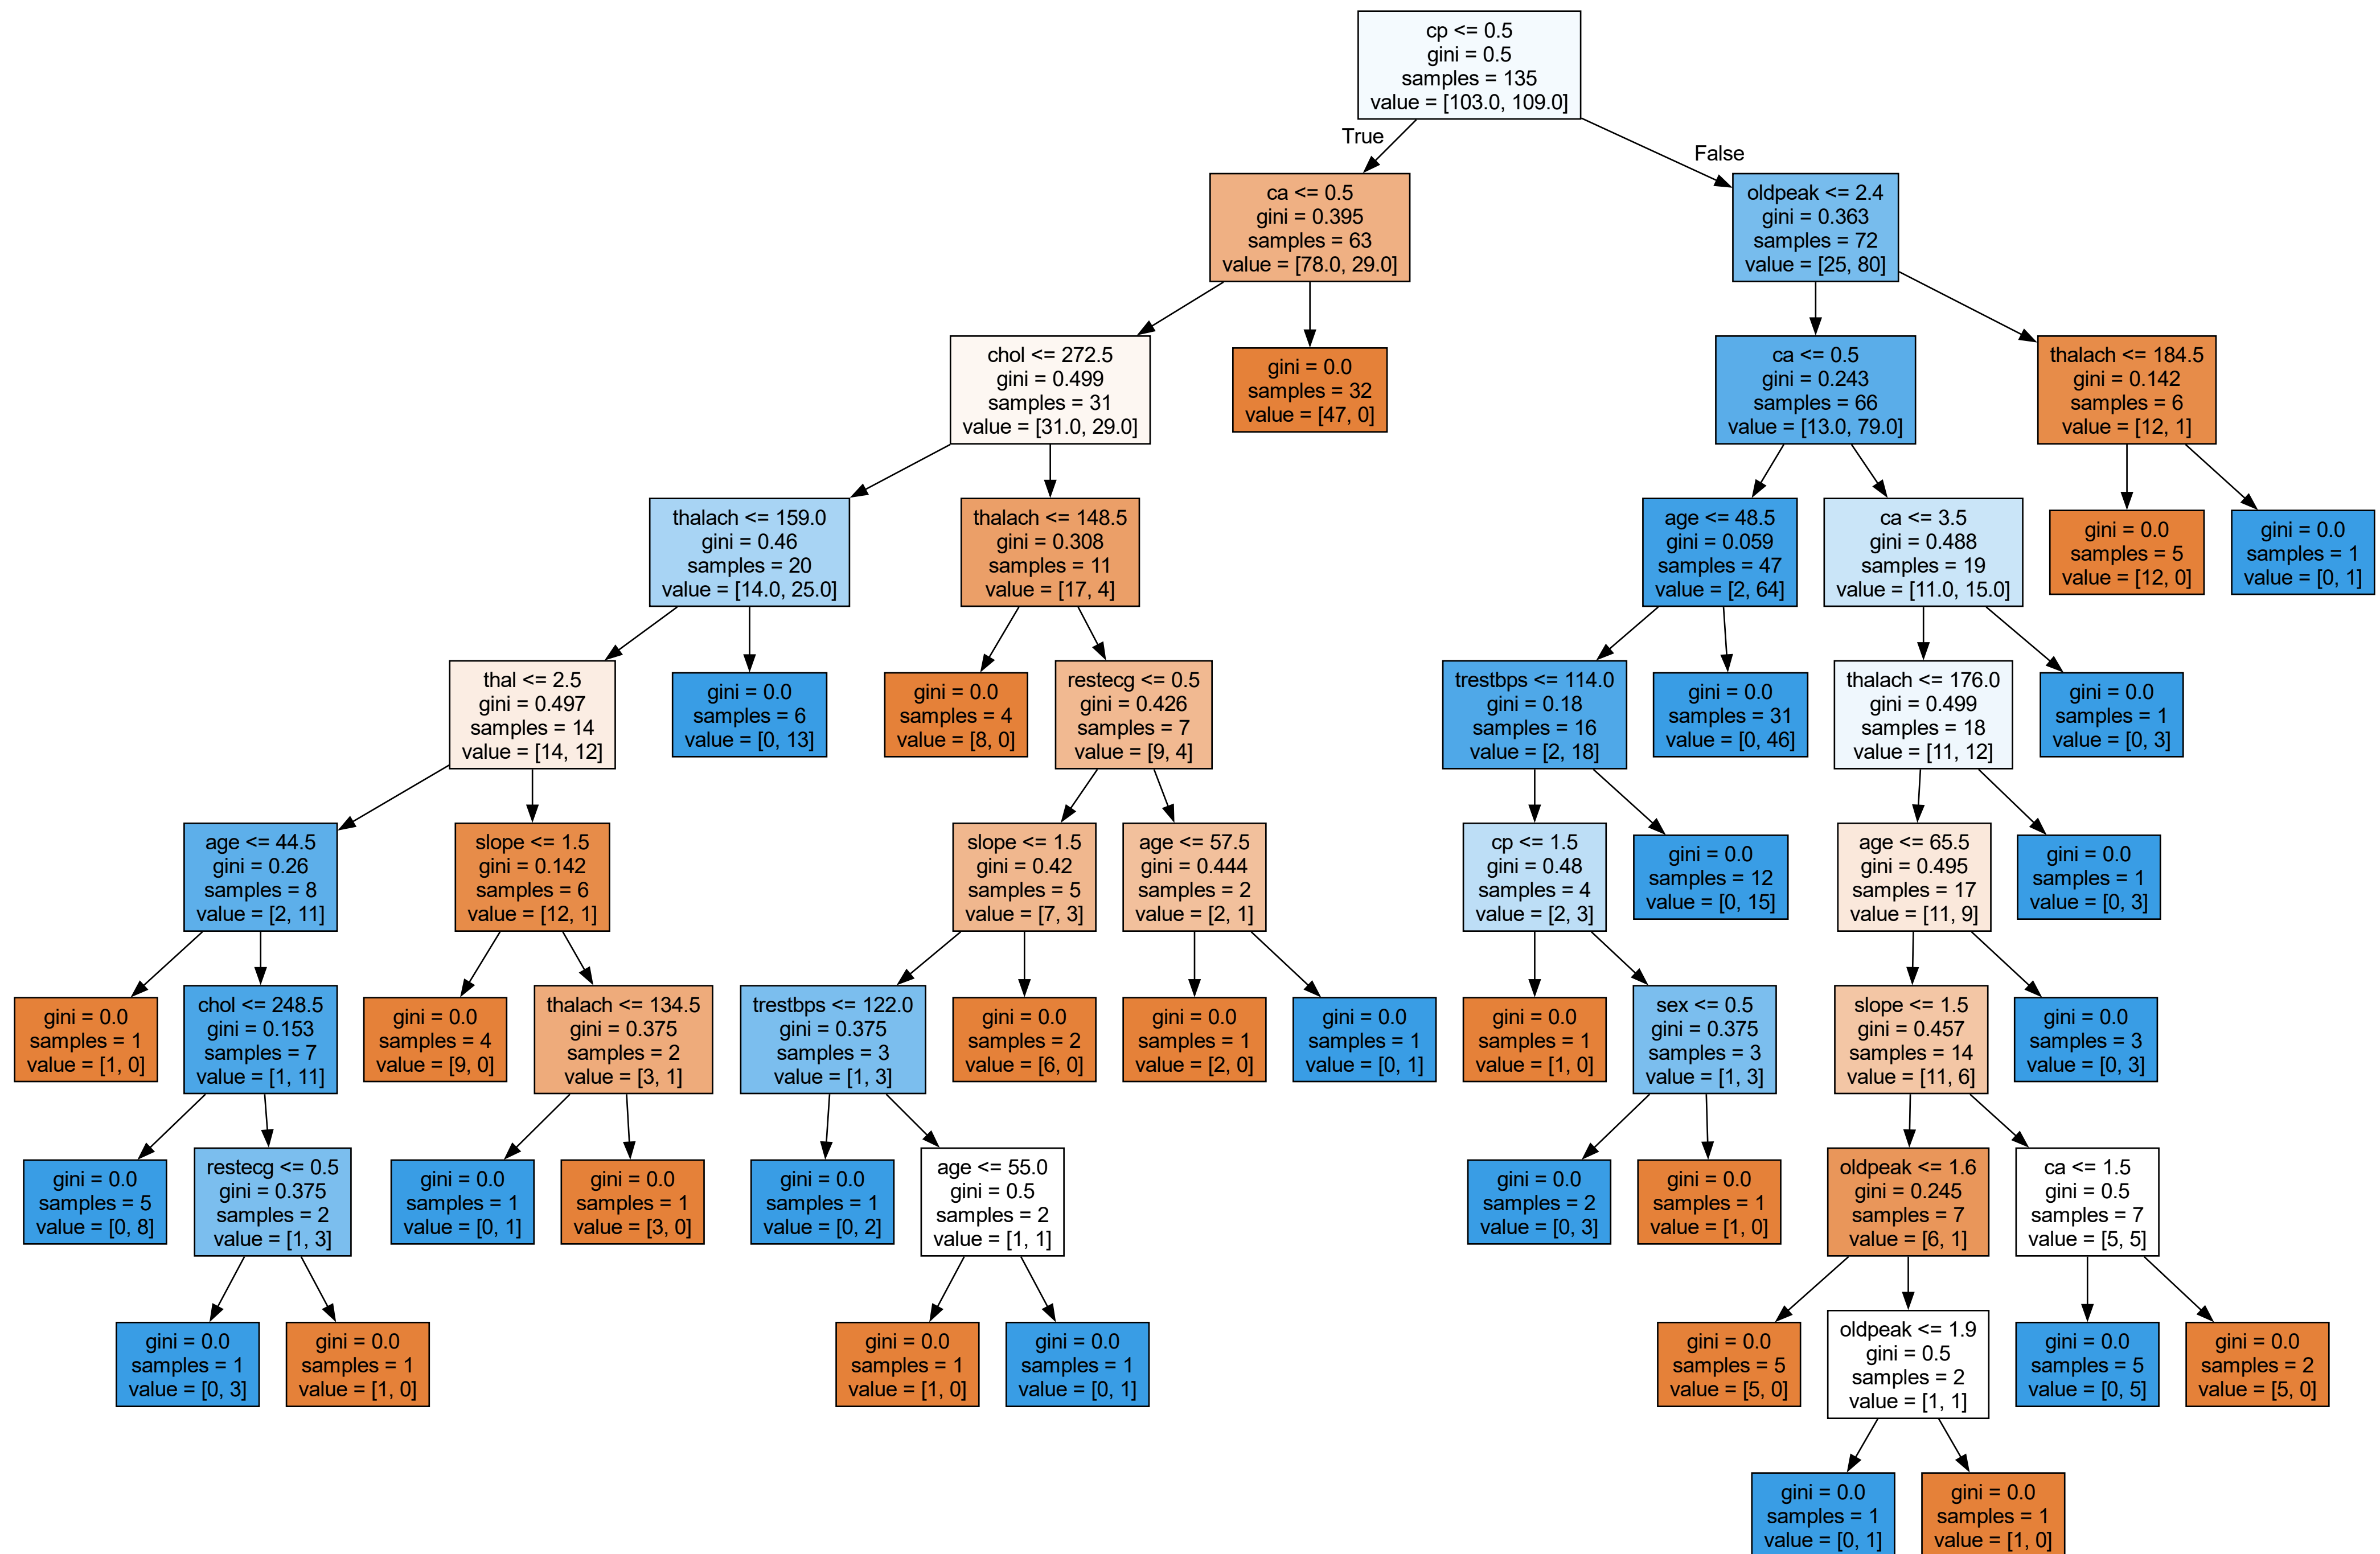 cp <= 0.5
gini = 0.5
samples = 135
value = [103.0, 109.0]
True
False
ca <= 0.5
gini = 0.395
samples = 63
value = [78.0, 29.0]
oldpeak <= 2.4
gini = 0.363
samples = 72
value = [25, 80]
chol <= 272.5
gini = 0.499
samples = 31
value = [31.0, 29.0]
gini = 0.0
samples = 32
value = [47, 0]
ca <= 0.5
gini = 0.243
samples = 66
value = [13.0, 79.0]
thalach <= 184.5
gini = 0.142
samples = 6
value = [12, 1]
thalach <= 159.0
gini = 0.46
samples = 20
value = [14.0, 25.0]
thalach <= 148.5
gini = 0.308
samples = 11
value = [17, 4]
age <= 48.5
gini = 0.059
samples = 47
value = [2, 64]
ca <= 3.5
gini = 0.488
samples = 19
value = [11.0, 15.0]
gini = 0.0
samples = 5
value = [12, 0]
gini = 0.0
samples = 1
value = [0, 1]
thal <= 2.5
gini = 0.497
samples = 14
value = [14, 12]
gini = 0.0
samples = 6
value = [0, 13]
gini = 0.0
samples = 4
value = [8, 0]
restecg <= 0.5
gini = 0.426
samples = 7
value = [9, 4]
trestbps <= 114.0
gini = 0.18
samples = 16
value = [2, 18]
gini = 0.0
samples = 31
value = [0, 46]
thalach <= 176.0
gini = 0.499
samples = 18
value = [11, 12]
gini = 0.0
samples = 1
value = [0, 3]
age <= 44.5
gini = 0.26
samples = 8
value = [2, 11]
slope <= 1.5
gini = 0.142
samples = 6
value = [12, 1]
slope <= 1.5
gini = 0.42
samples = 5
value = [7, 3]
age <= 57.5
gini = 0.444
samples = 2
value = [2, 1]
cp <= 1.5
gini = 0.48
samples = 4
value = [2, 3]
gini = 0.0
samples = 12
value = [0, 15]
age <= 65.5
gini = 0.495
samples = 17
value = [11, 9]
gini = 0.0
samples = 1
value = [0, 3]
gini = 0.0
samples = 1
value = [1, 0]
chol <= 248.5
gini = 0.153
samples = 7
value = [1, 11]
gini = 0.0
samples = 4
value = [9, 0]
thalach <= 134.5
gini = 0.375
samples = 2
value = [3, 1]
trestbps <= 122.0
gini = 0.375
samples = 3
value = [1, 3]
gini = 0.0
samples = 2
value = [6, 0]
gini = 0.0
samples = 1
value = [2, 0]
gini = 0.0
samples = 1
value = [0, 1]
gini = 0.0
samples = 1
value = [1, 0]
sex <= 0.5
gini = 0.375
samples = 3
value = [1, 3]
slope <= 1.5
gini = 0.457
samples = 14
value = [11, 6]
gini = 0.0
samples = 3
value = [0, 3]
gini = 0.0
samples = 5
value = [0, 8]
restecg <= 0.5
gini = 0.375
samples = 2
value = [1, 3]
gini = 0.0
samples = 1
value = [0, 1]
gini = 0.0
samples = 1
value = [3, 0]
gini = 0.0
samples = 1
value = [0, 2]
age <= 55.0
gini = 0.5
samples = 2
value = [1, 1]
gini = 0.0
samples = 2
value = [0, 3]
gini = 0.0
samples = 1
value = [1, 0]
oldpeak <= 1.6
gini = 0.245
samples = 7
value = [6, 1]
ca <= 1.5
gini = 0.5
samples = 7
value = [5, 5]
gini = 0.0
samples = 1
value = [0, 3]
gini = 0.0
samples = 1
value = [1, 0]
gini = 0.0
samples = 1
value = [1, 0]
gini = 0.0
samples = 1
value = [0, 1]
gini = 0.0
samples = 5
value = [5, 0]
oldpeak <= 1.9
gini = 0.5
samples = 2
value = [1, 1]
gini = 0.0
samples = 5
value = [0, 5]
gini = 0.0
samples = 2
value = [5, 0]
gini = 0.0
samples = 1
value = [0, 1]
gini = 0.0
samples = 1
value = [1, 0]